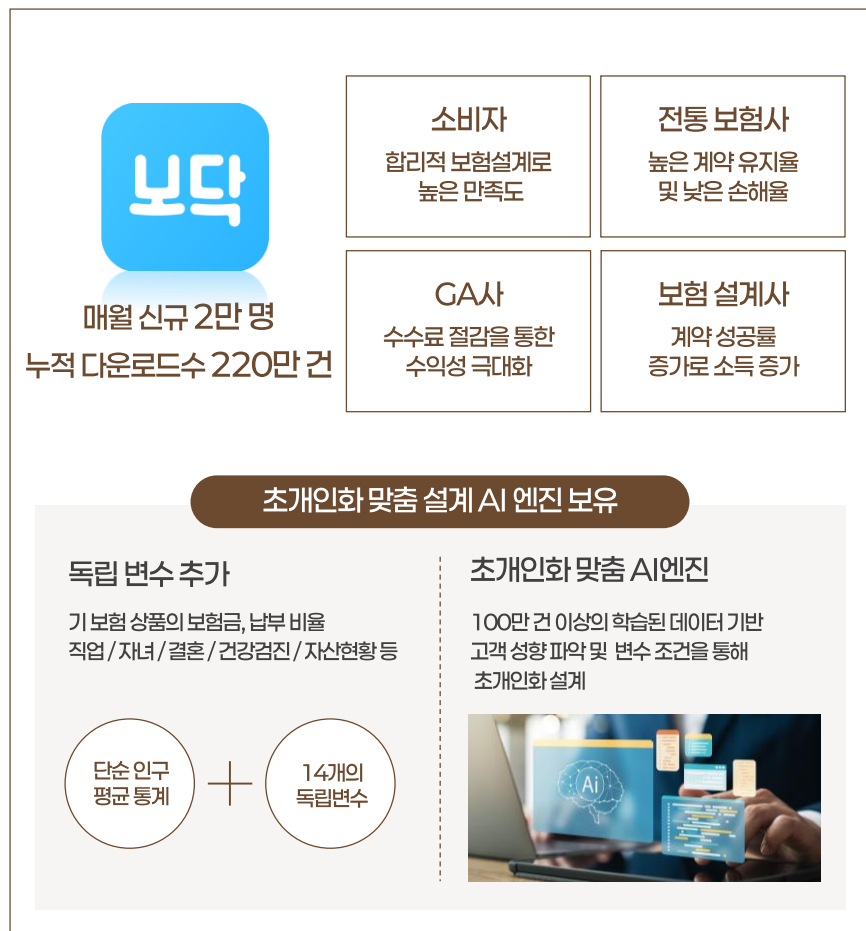 보닥
매월 신규 2만 명
누적 다운로드수 220만 건
소비자
합리적 보험설계로
높은 만족도
전통 보험사
높은 계약 유지율
및 낮은 손해율
GA사
수수료 절감을 통한
수익성 극대화
보험 설계사
계약 성공률
증가로 소득 증가
초개인화 맞춤 설계 AI 엔진 보유
독립 변수 추가
기 보험 상품의 보험금, 납부 비율
직업 / 자녀 / 결혼 / 건강검진 / 자산현황 등
단순 인구
평균 통계
14개의
독립변수
초개인화 맞춤 AI엔진
100만 건 이상의 학습된 데이터 기반
고객 성향 파악 및 변수 조건을 통해
초개인화 설계
Ai